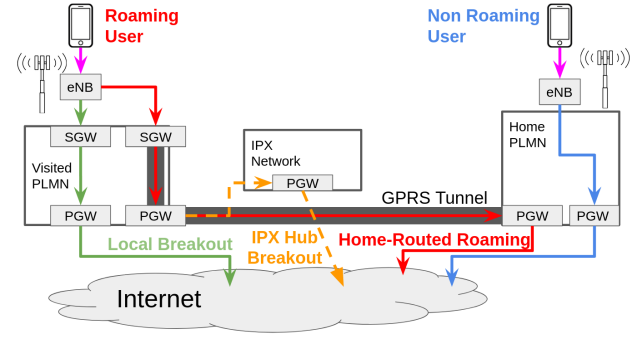 Roaming
User
Non Roaming
User
eNB
eNB
SGW
SGW
IPX
Network
Home
PLMN
Visited
PLMN
PGW
GPRS Tunnel
PGW
PGW
PGW
PGW
Local Breakout
IPX Hub
Breakout
Home-Routed Roaming
Internet